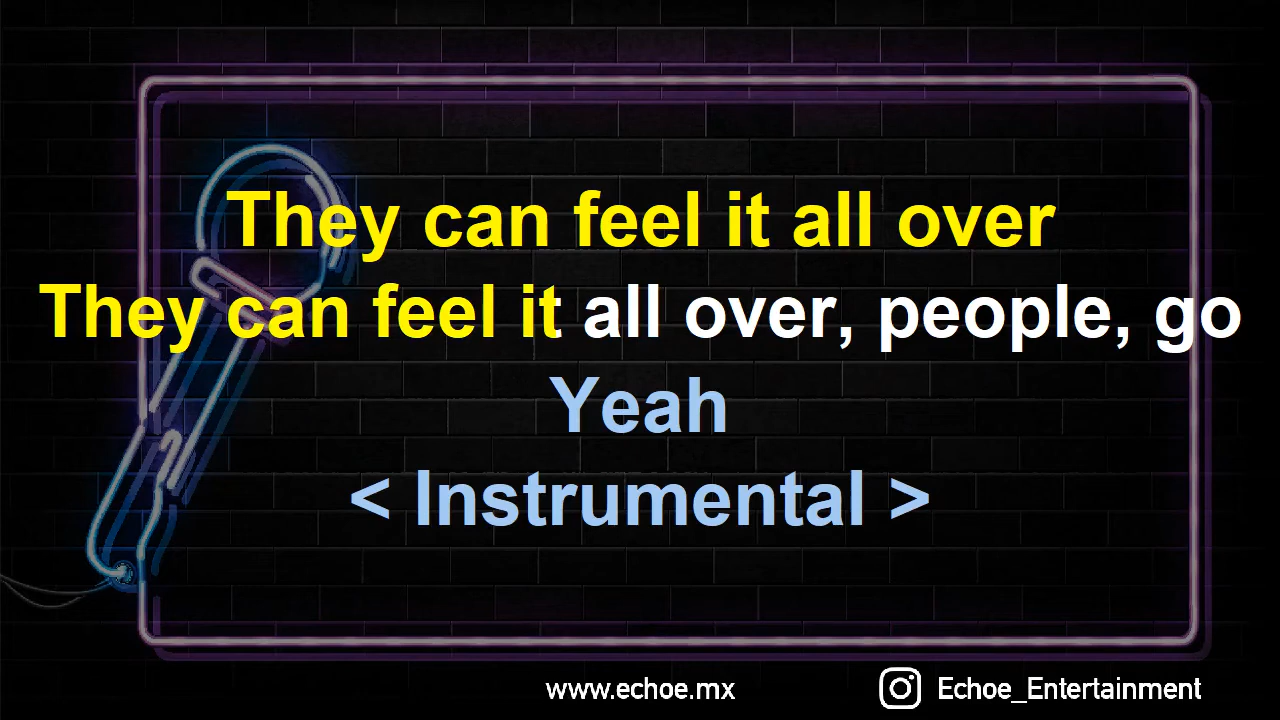 They can feel it all over
They can feel it all over, people, go
Yeah
< Instrumental >
www.echoe.mx
Echoe_Entertainment